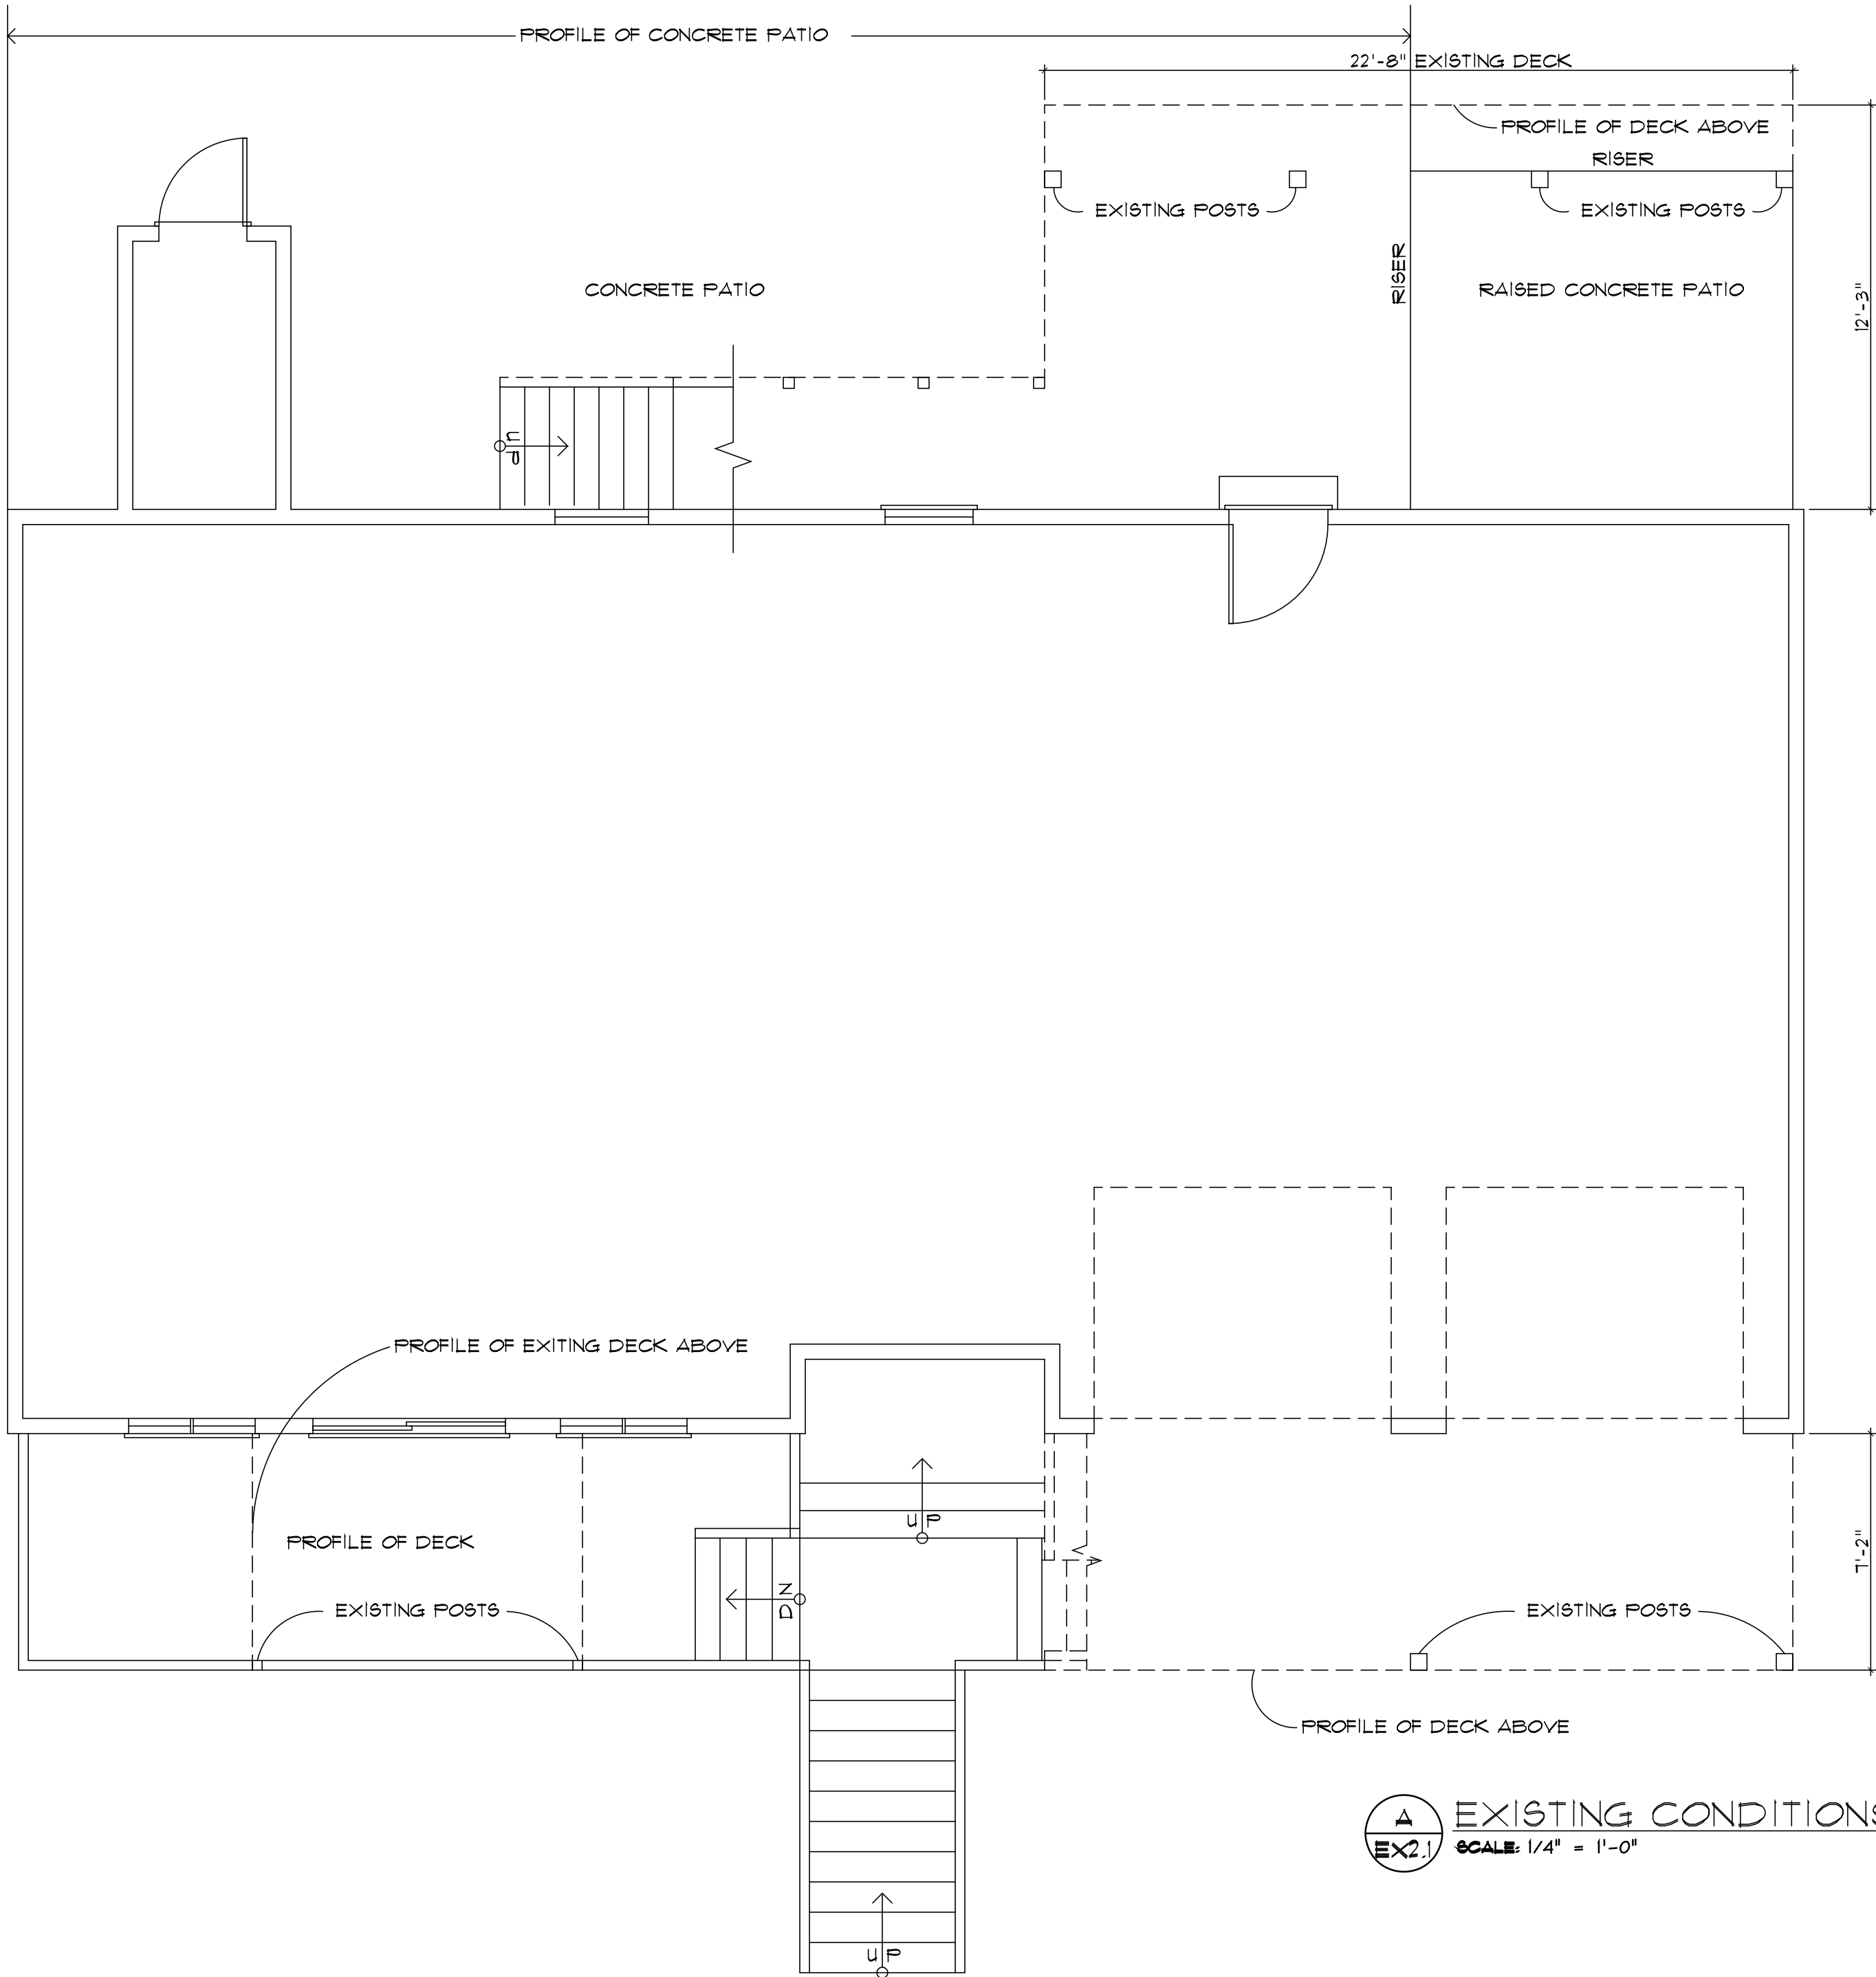 PROFILE OF CONCRETE PATIO
22'-8" EXISTING DECK
PROFILE OF DECK ABOVE
RISER
EXISTING POSTS
EXISTING POSTS
RISER
CONCRETE PATIO
RAISED CONCRETE PATIO
12'-3"
UP
PROFILE OF EXITING DECK ABOVE
UP
PROFILE OF DECK
7'-2"
DN
EXISTING POSTS
EXISTING POSTS
PROFILE OF DECK ABOVE
A
EX2.1
EXISTING CONDITIONS
SCALE: 1/4" = 1'-0"
UP